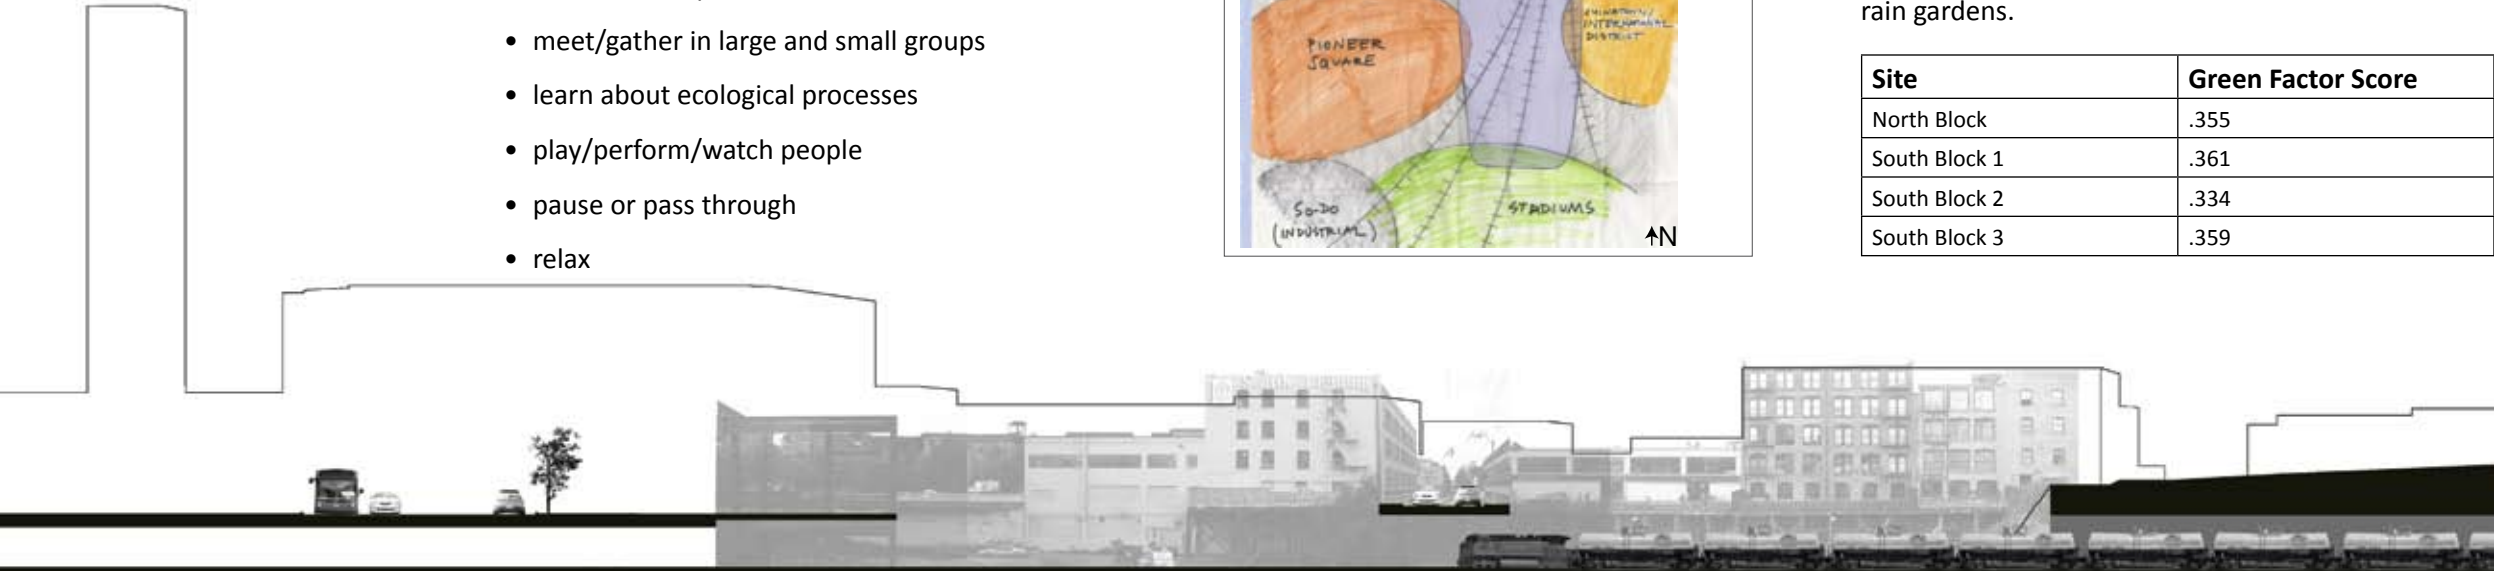 • meet/gather in large and small groups
• learn about ecological processes
• play/perform/watch people
• pause or pass through
• relax
PIONEER
SQUARE
CHINATOWN/
INTERNATIONAL
DISTRICT
SO-DO
(INDUSTRIAL)
STADIUMS
N
rain gardens.
Site Green Factor Score
North Block .355
South Block 1 .361
South Block 2 .334
South Block 3 .359